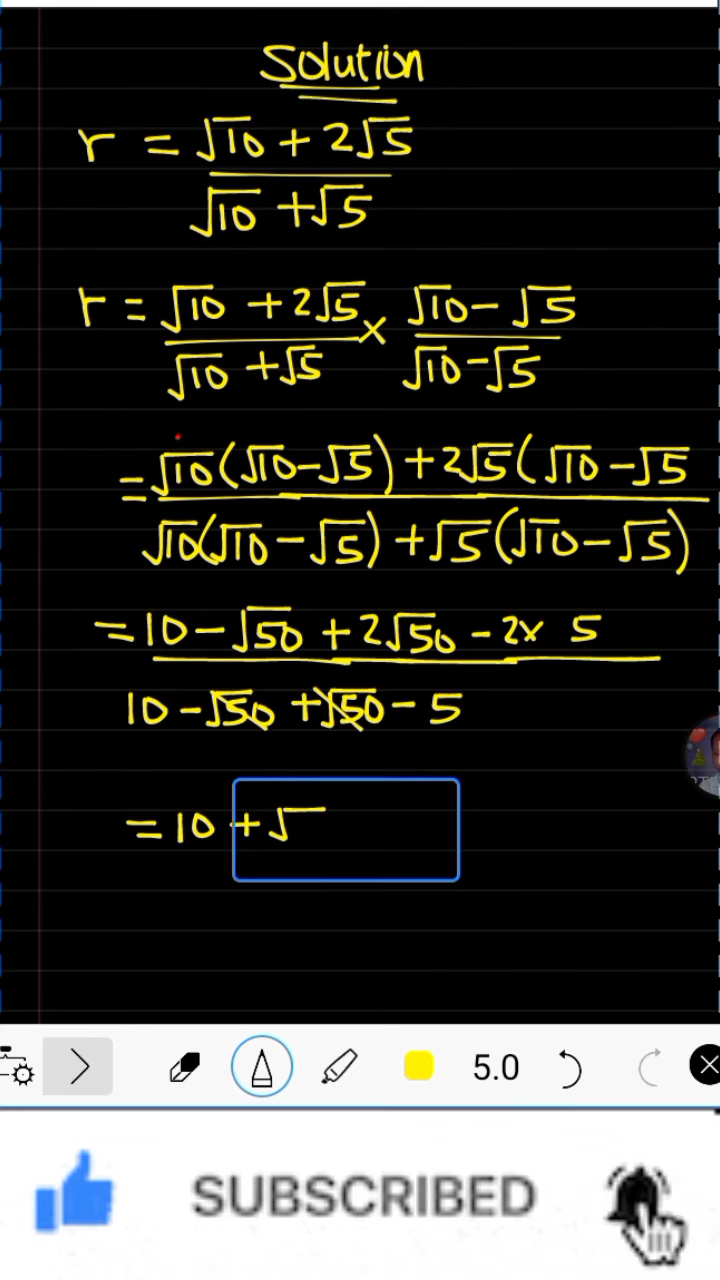 Solution
r = √10 + 2√5
√10 + √5
r = √10 + 2√5 × √10 - √5
√10 + √5 √10 - √5
= √10(√10 - √5) + 2√5(√10 - √5
√10(√10 - √5) + √5(√10 - √5)
= 10 - √50 + 2√50 - 2 × 5
10 - √50 + √50 - 5
= 10 + √
5.0
SUBSCRIBED